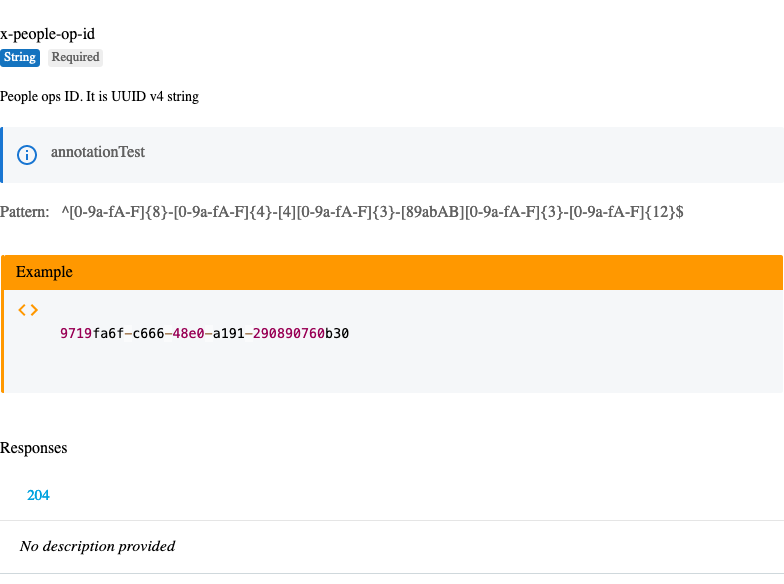 x-people-op-id
String Required
People ops ID. It is UUID v4 string
annotationTest
Pattern: ^[0-9a-fA-F]{8}-[0-9a-fA-F]{4}-[4][0-9a-fA-F]{3}-[89abAB][0-9a-fA-F]{3}-[0-9a-fA-F]{12}$
Example
9719fa6f-c666-48e0-a191-290890760b30
Responses
204
No description provided